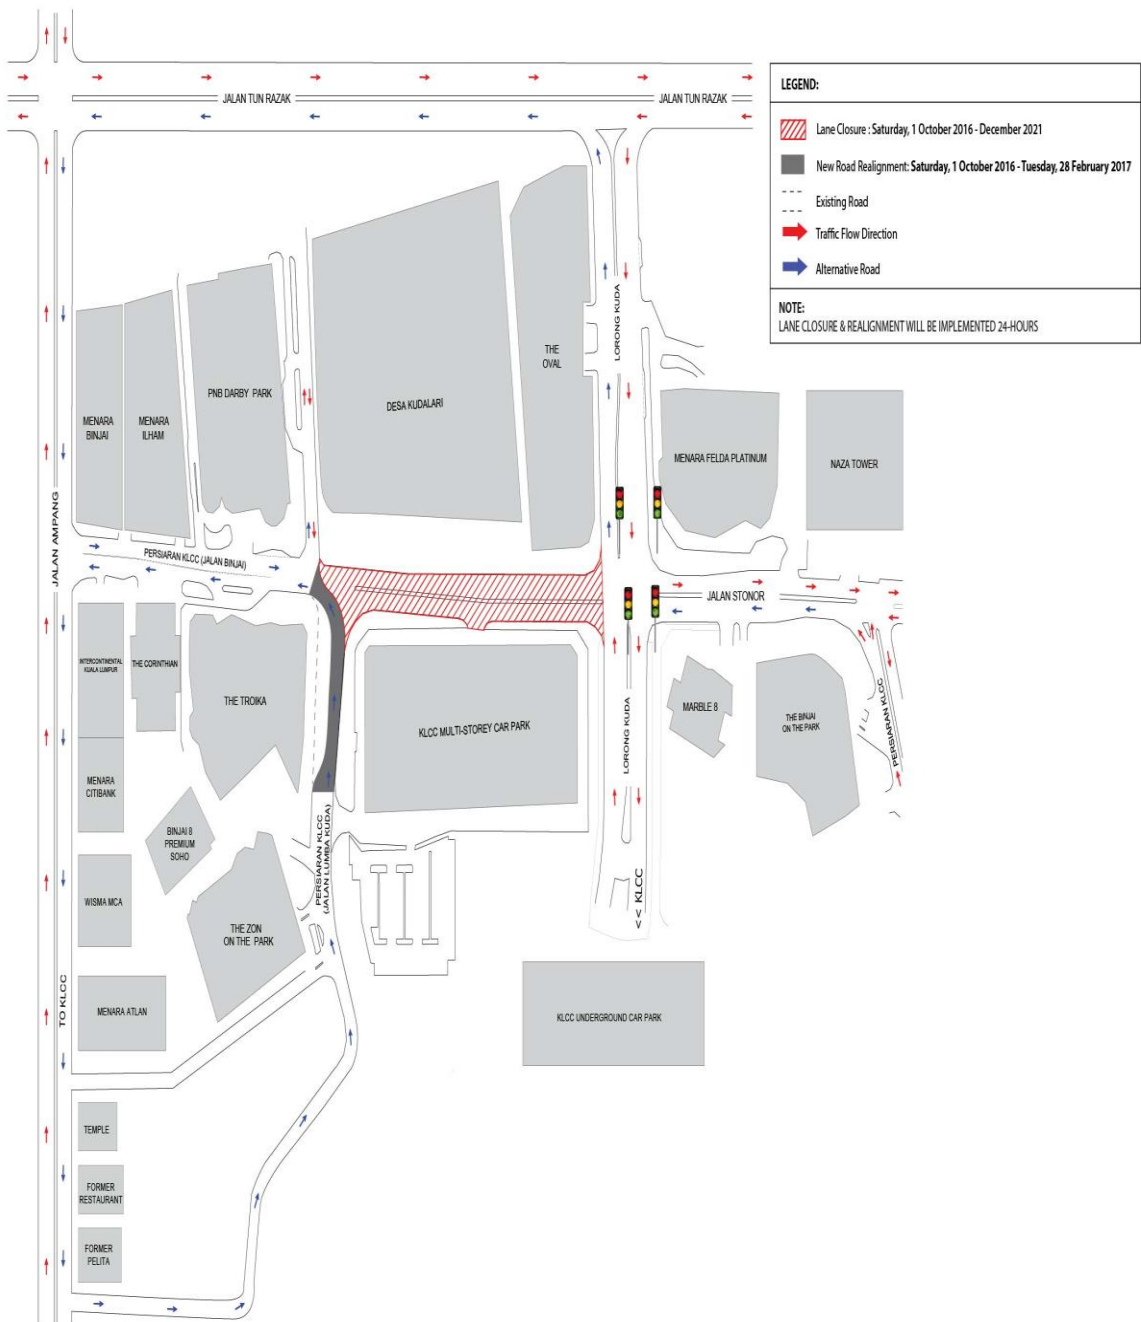 JALAN TUN RAZAK
JALAN TUN RAZAK
LEGEND:
Lane Closure : Saturday, 1 October 2016 - December 2021
New Road Realignment: Saturday, 1 October 2016 - Tuesday, 28 February 2017
Existing Road
Traffic Flow Direction
Alternative Road
NOTE:
LANE CLOSURE & REALIGNMENT WILL BE IMPLEMENTED 24-HOURS
MENARA
BINJAI
MENARA
ILHAM
PNB DARBY PARK
DESA KUDALARI
THE
OVAL
LORONG KUDA
MENARA FELDA PLATINUM
NAZA TOWER
JALAN AMPANG
PERSIARAN KLCC (JALAN BINJAI)
JALAN STONOR
INTERCONTINENTAL
KUALA LUMPUR
THE CORINTHIAN
THE TROIKA
KLCC MULTI-STOREY CAR PARK
LORONG KUDA
MARBLE 8
THE BINJAI
ON THE PARK
PERSIARAN KLCC
MENARA
CITIBANK
BINJAI 8
PREMIUM
SOHO
PERSIARAN KLCC
(JALAN LUMBA KUDA)
<< KLCC
WISMA MCA
THE ZON
ON THE PARK
TO KLCC
MENARA ATLAN
KLCC UNDERGROUND CAR PARK
TEMPLE
FORMER
RESTAURANT
FORMER
PELITA